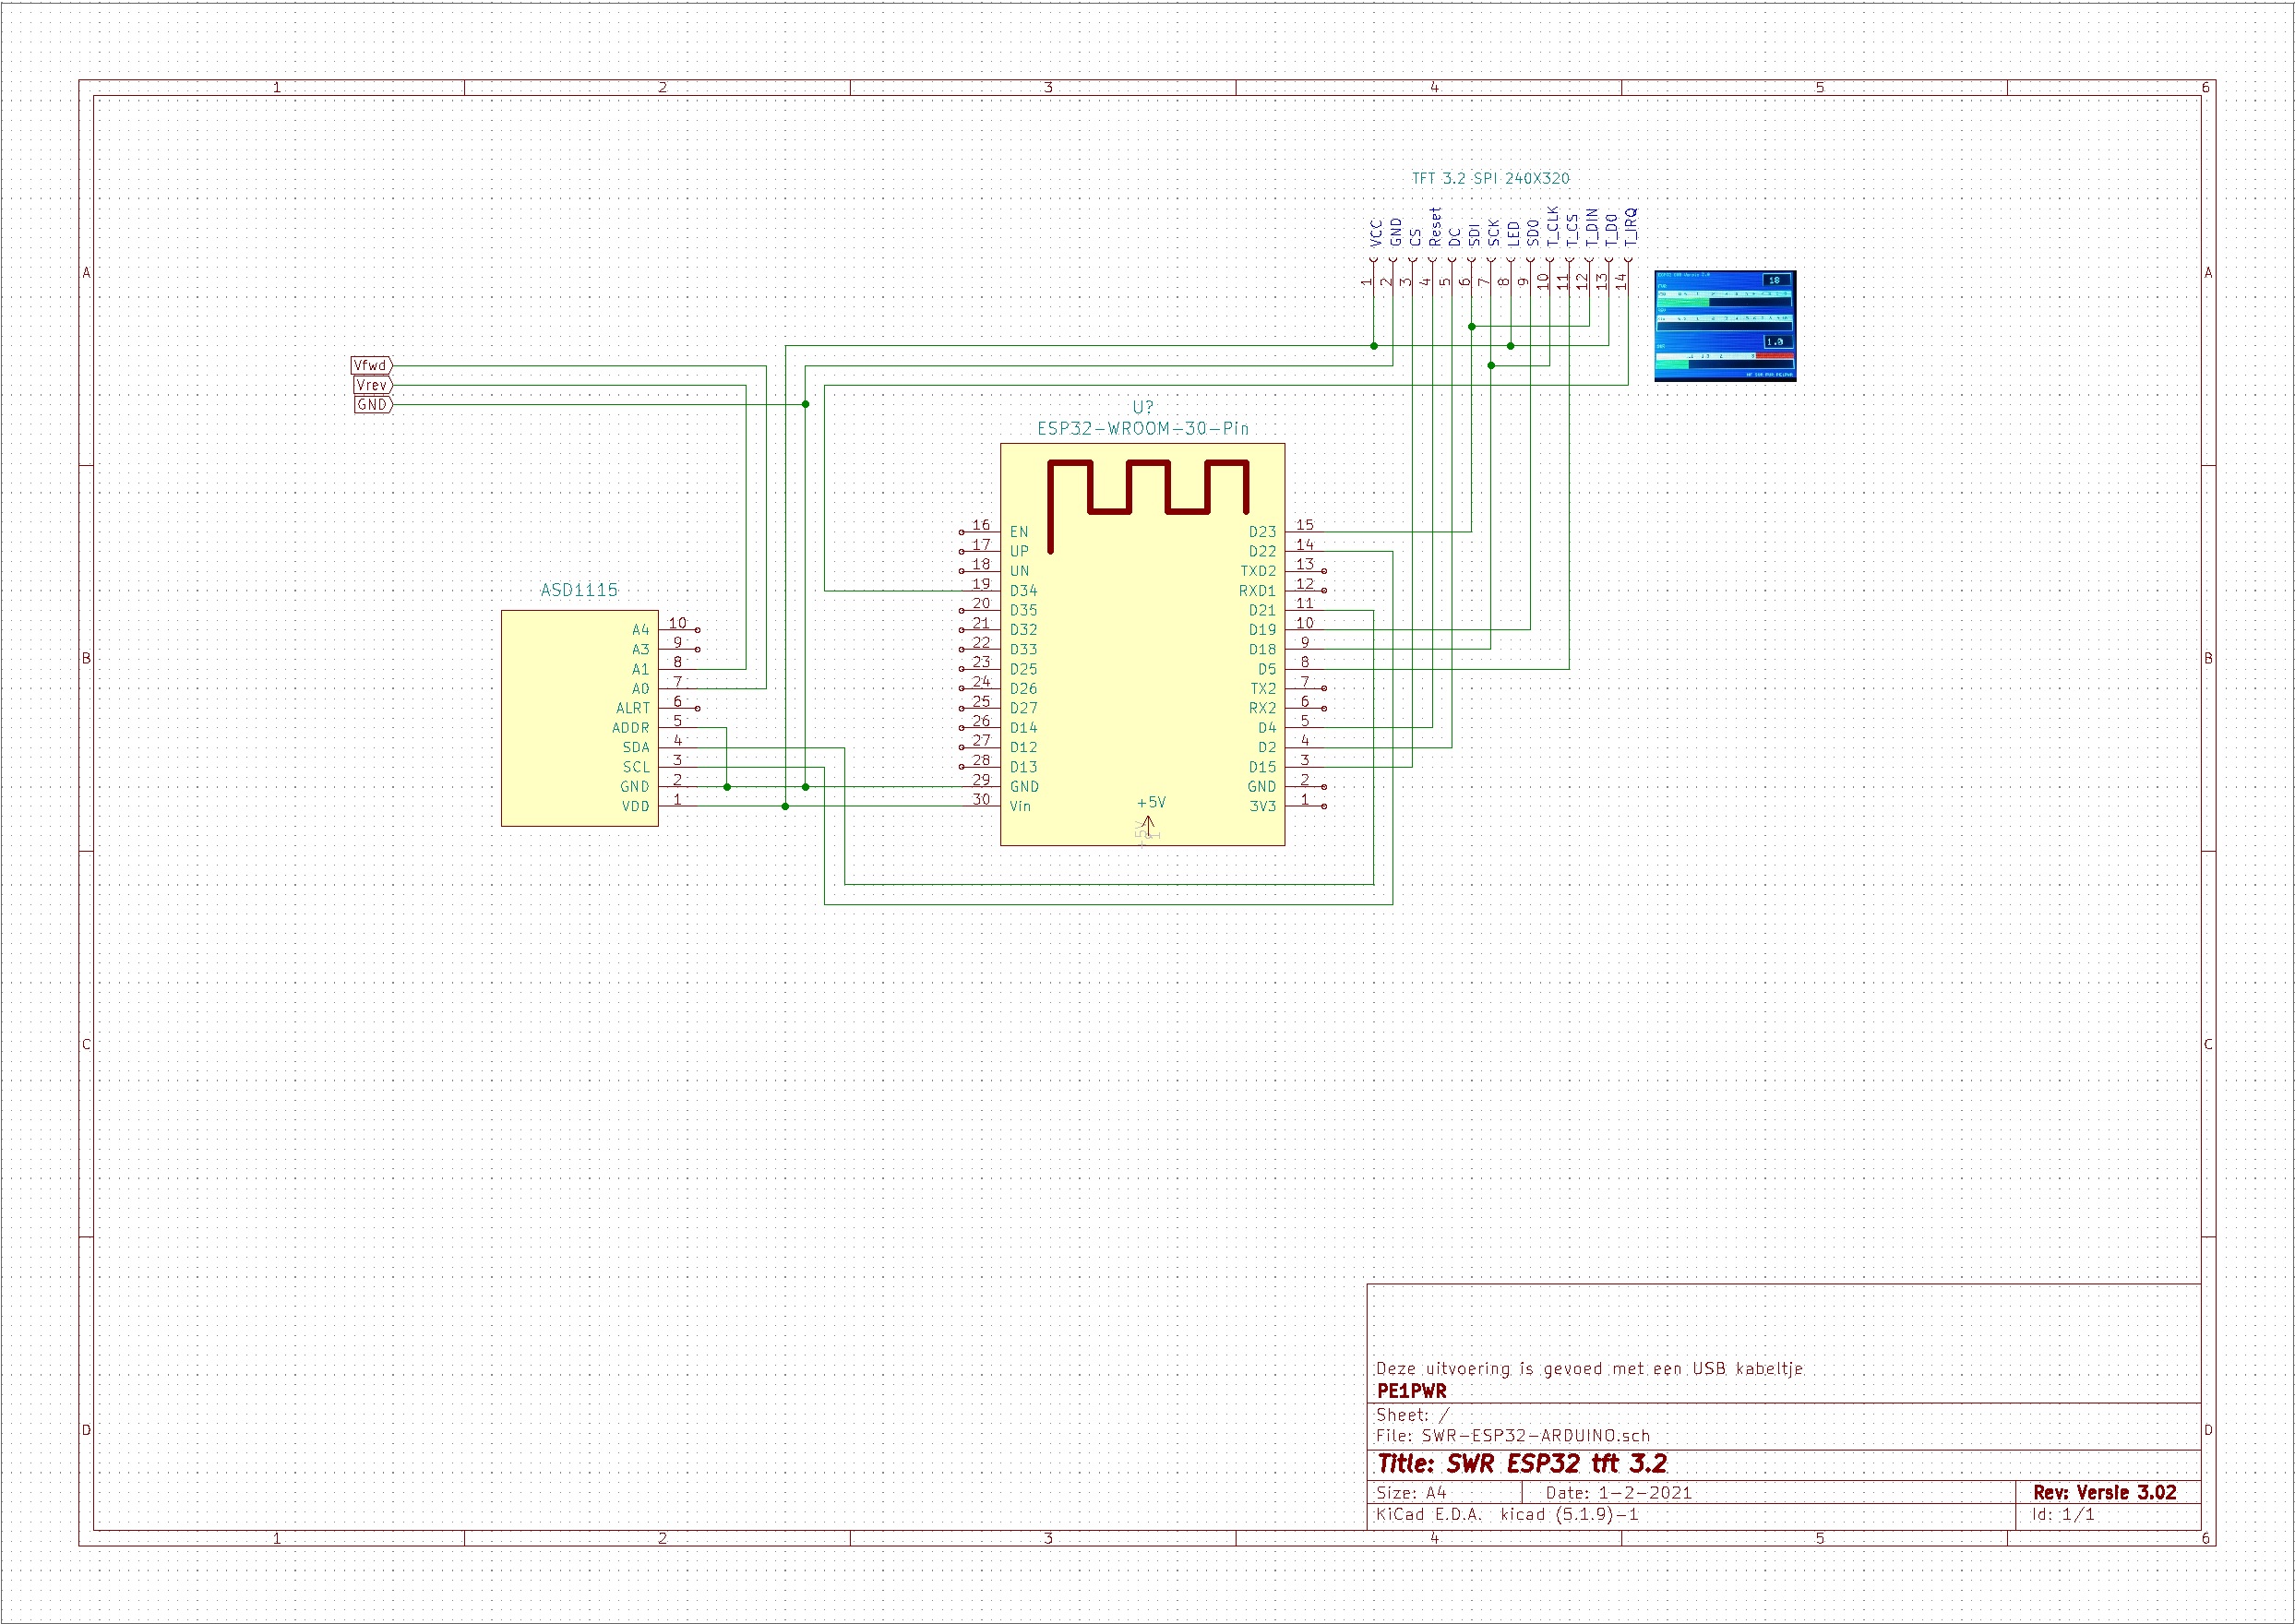 1 2 3 4 5 6
TFT 3.2 SPI 240X320
VCC GND CS Reset DC SDI SCK LED SDO T_CLK T_CS T_DIN T_DO T_IRQ
1 2 3 4 5 6 7 8 9 10 11 12 13 14
A A
18
1.0
Vfwd
Vrev
GND
U?
ESP32-WROOM-30-Pin
16 EN D23 15
17 UP D22 14
18 UN TXD2 13
19 D34 RXD1 12
20 D35 D21 11
21 D32 D19 10
22 D33 D18 9
23 D25 D5 8
24 D26 TX2 7
25 D27 RX2 6
26 D14 D4 5
27 D12 D2 4
28 D13 D15 3
29 GND GND 2
30 Vin 3V3 1
+5V
ASD1115
A4 10
A3 9
A1 8
A0 7
ALRT 6
ADDR 5
SDA 4
SCL 3
GND 2
VDD 1
B B
C C
D D
Deze uitvoering is gevoed met een USB kabeltje
PE1PWR
Sheet: /
File: SWR-ESP32-ARDUINO.sch
Title: SWR ESP32 tft 3.2
Size: A4 Date: 1-2-2021 Rev: Versie 3.02
KiCad E.D.A. kicad (5.1.9)-1 Id: 1/1
1 2 3 4 5 6